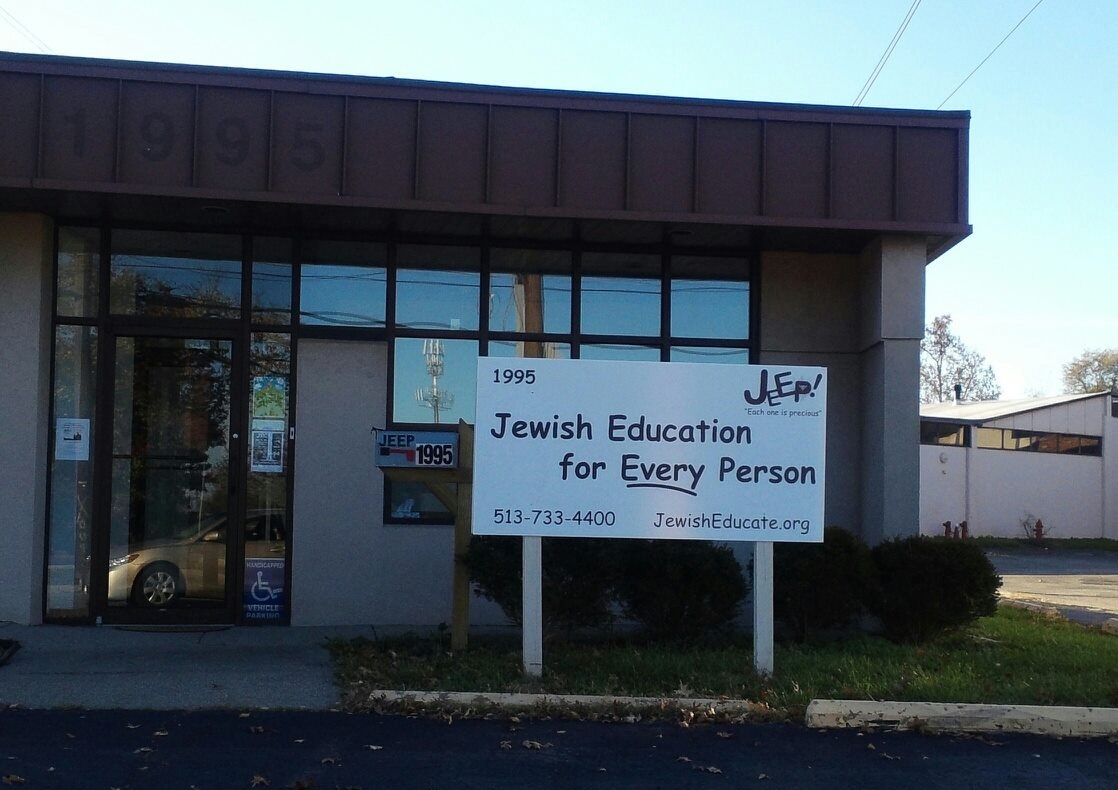 1995
1995
JEEP!
"Each one is precious"
Jewish Education
for Every Person
513-733-4400
JewishEducate.org
JEEP
1995
HANDICAPPED
VEHICLE
PARKING